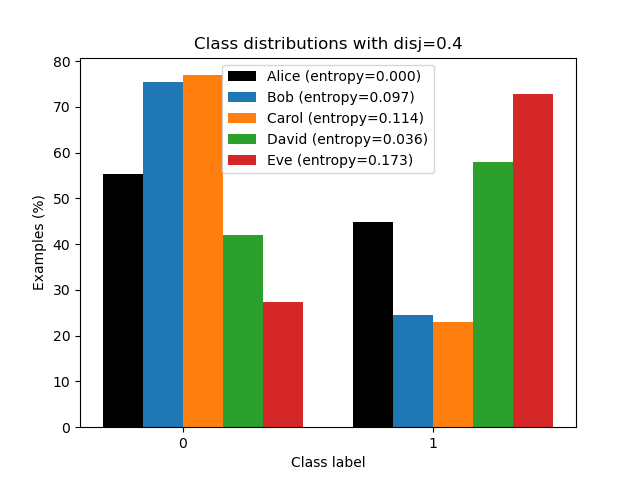 Class distributions with disj=0.4
Alice (entropy=0.000)
Bob (entropy=0.097)
Carol (entropy=0.114)
David (entropy=0.036)
Eve (entropy=0.173)
Examples (%)
80
70
60
50
40
30
20
10
0
0 1
Class label